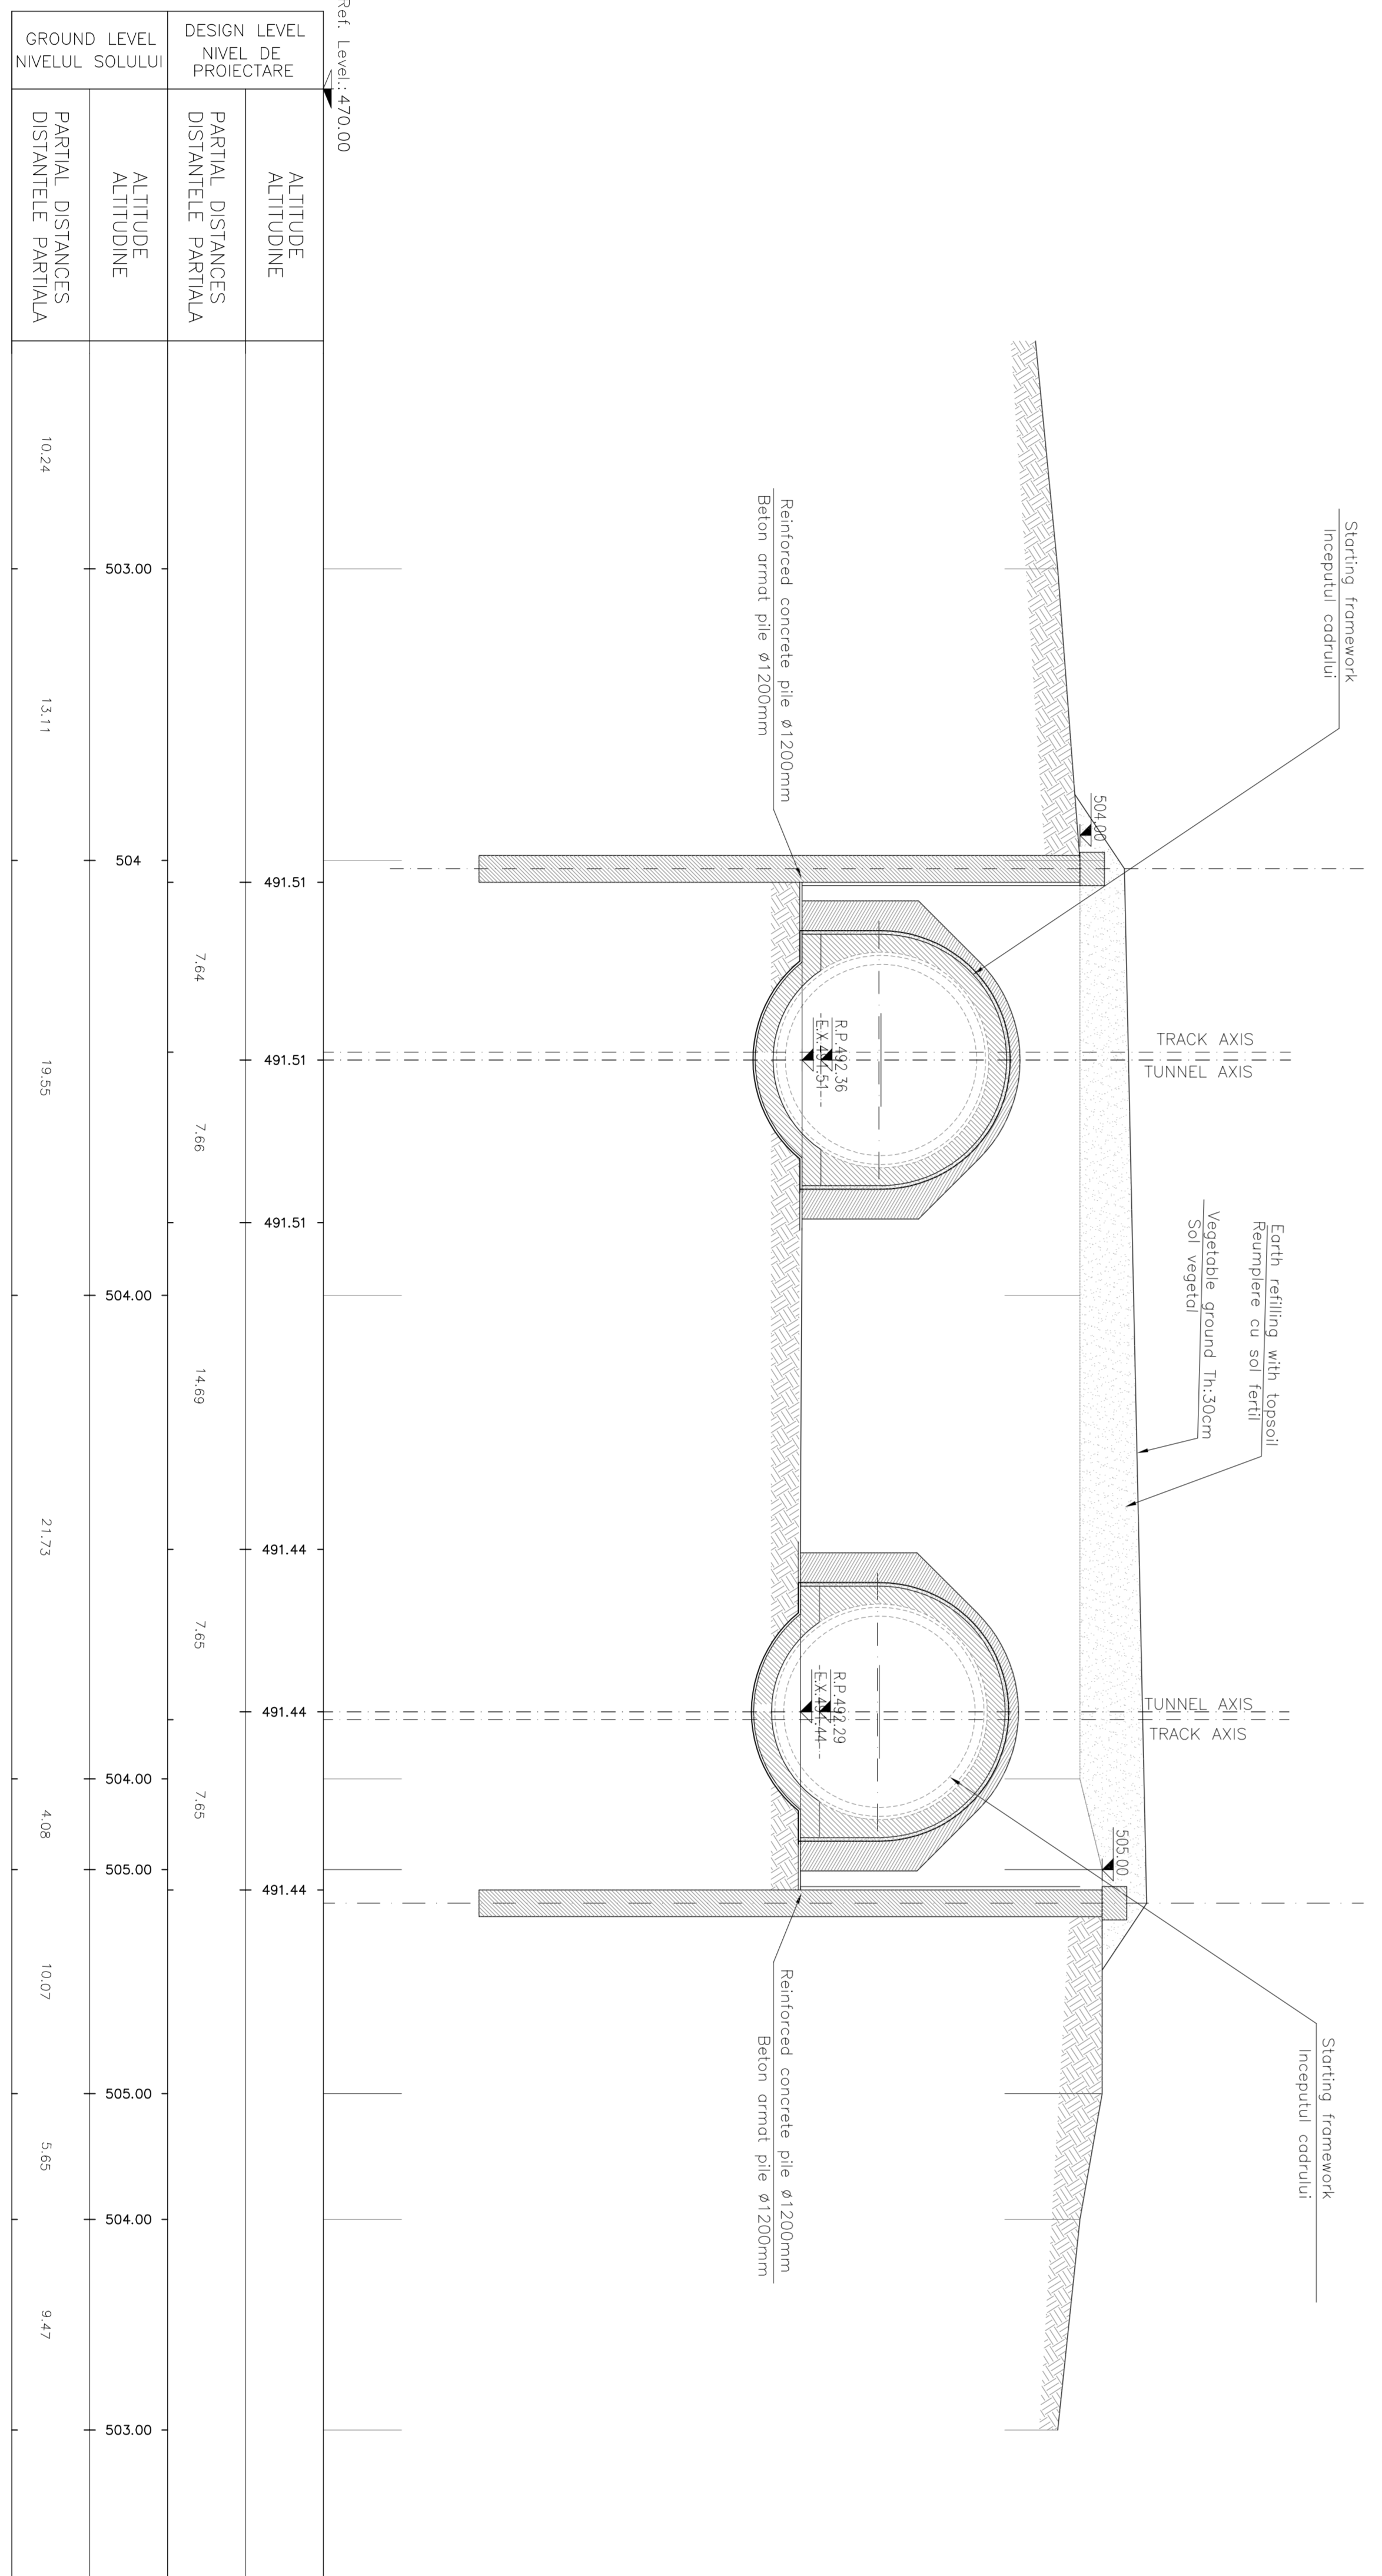 Ref. Level.: 470.00
DESIGN LEVEL
NIVEL DE
PROIECTARE
GROUND LEVEL
NIVELUL SOLULUI
ALTITUDE
ALTITUDINE
PARTIAL DISTANCES
DISTANTELE PARTIALA
ALTITUDE
ALTITUDINE
PARTIAL DISTANCES
DISTANTELE PARTIALA
491.51
491.51
491.51
491.44
491.44
491.44
7.64
7.66
14.69
7.65
7.65
503.00
504
504.00
504.00
505.00
505.00
504.00
503.00
10.24
13.11
19.55
21.73
4.08
10.07
5.65
9.47
Starting framework
Inceputul cadrului
504.00
Reinforced concrete pile Ø1200mm
Beton armat pile Ø1200mm
TRACK AXIS
TUNNEL AXIS
R.P.492.36
E.X.491.51
Earth refilling with topsoil
Reumplere cu sol fertil
Vegetable ground Th:30cm
Sol vegetal
TUNNEL AXIS
TRACK AXIS
R.P.492.29
E.X.491.44
505.00
Starting framework
Inceputul cadrului
Reinforced concrete pile Ø1200mm
Beton armat pile Ø1200mm